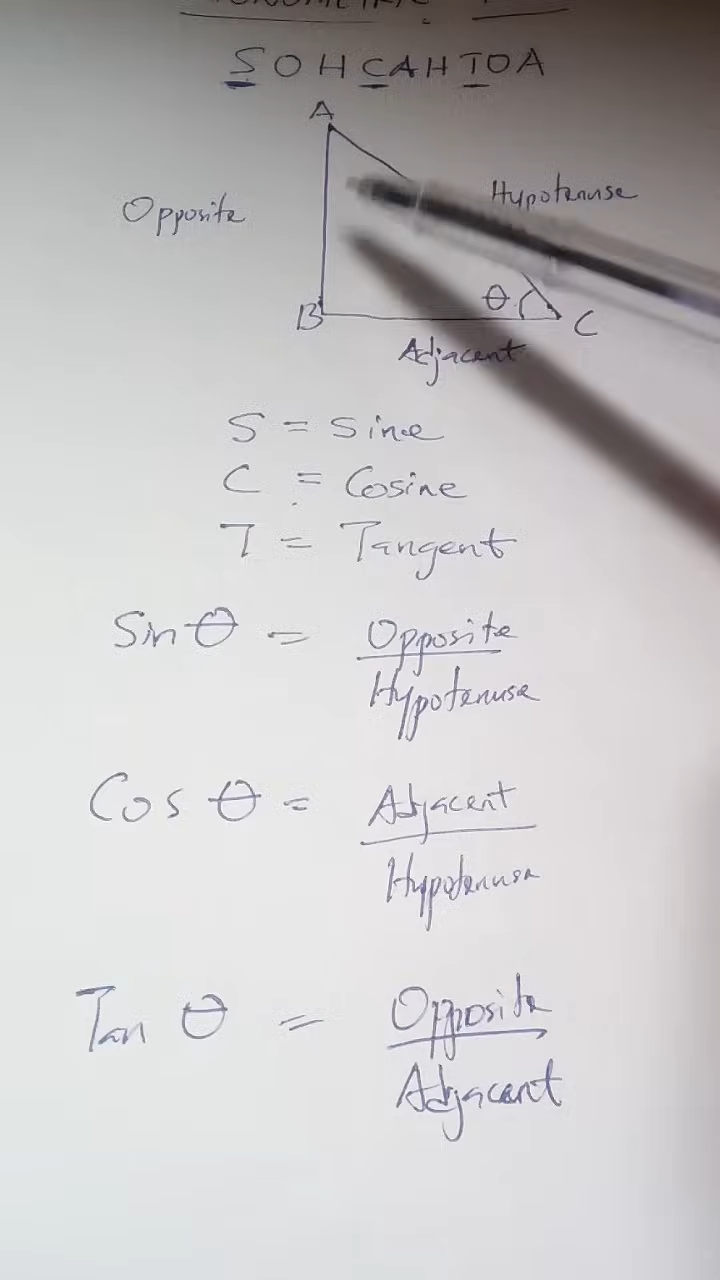 SOHCAHTOA
A
Opposite
Hypotenuse
B
θ
C
Adjacent
S = Sine
C = Cosine
T = Tangent
Sin θ = Opposite
Hypotenuse
Cos θ = Adjacent
Hypotenuse
Tan θ = Opposite
Adjacent